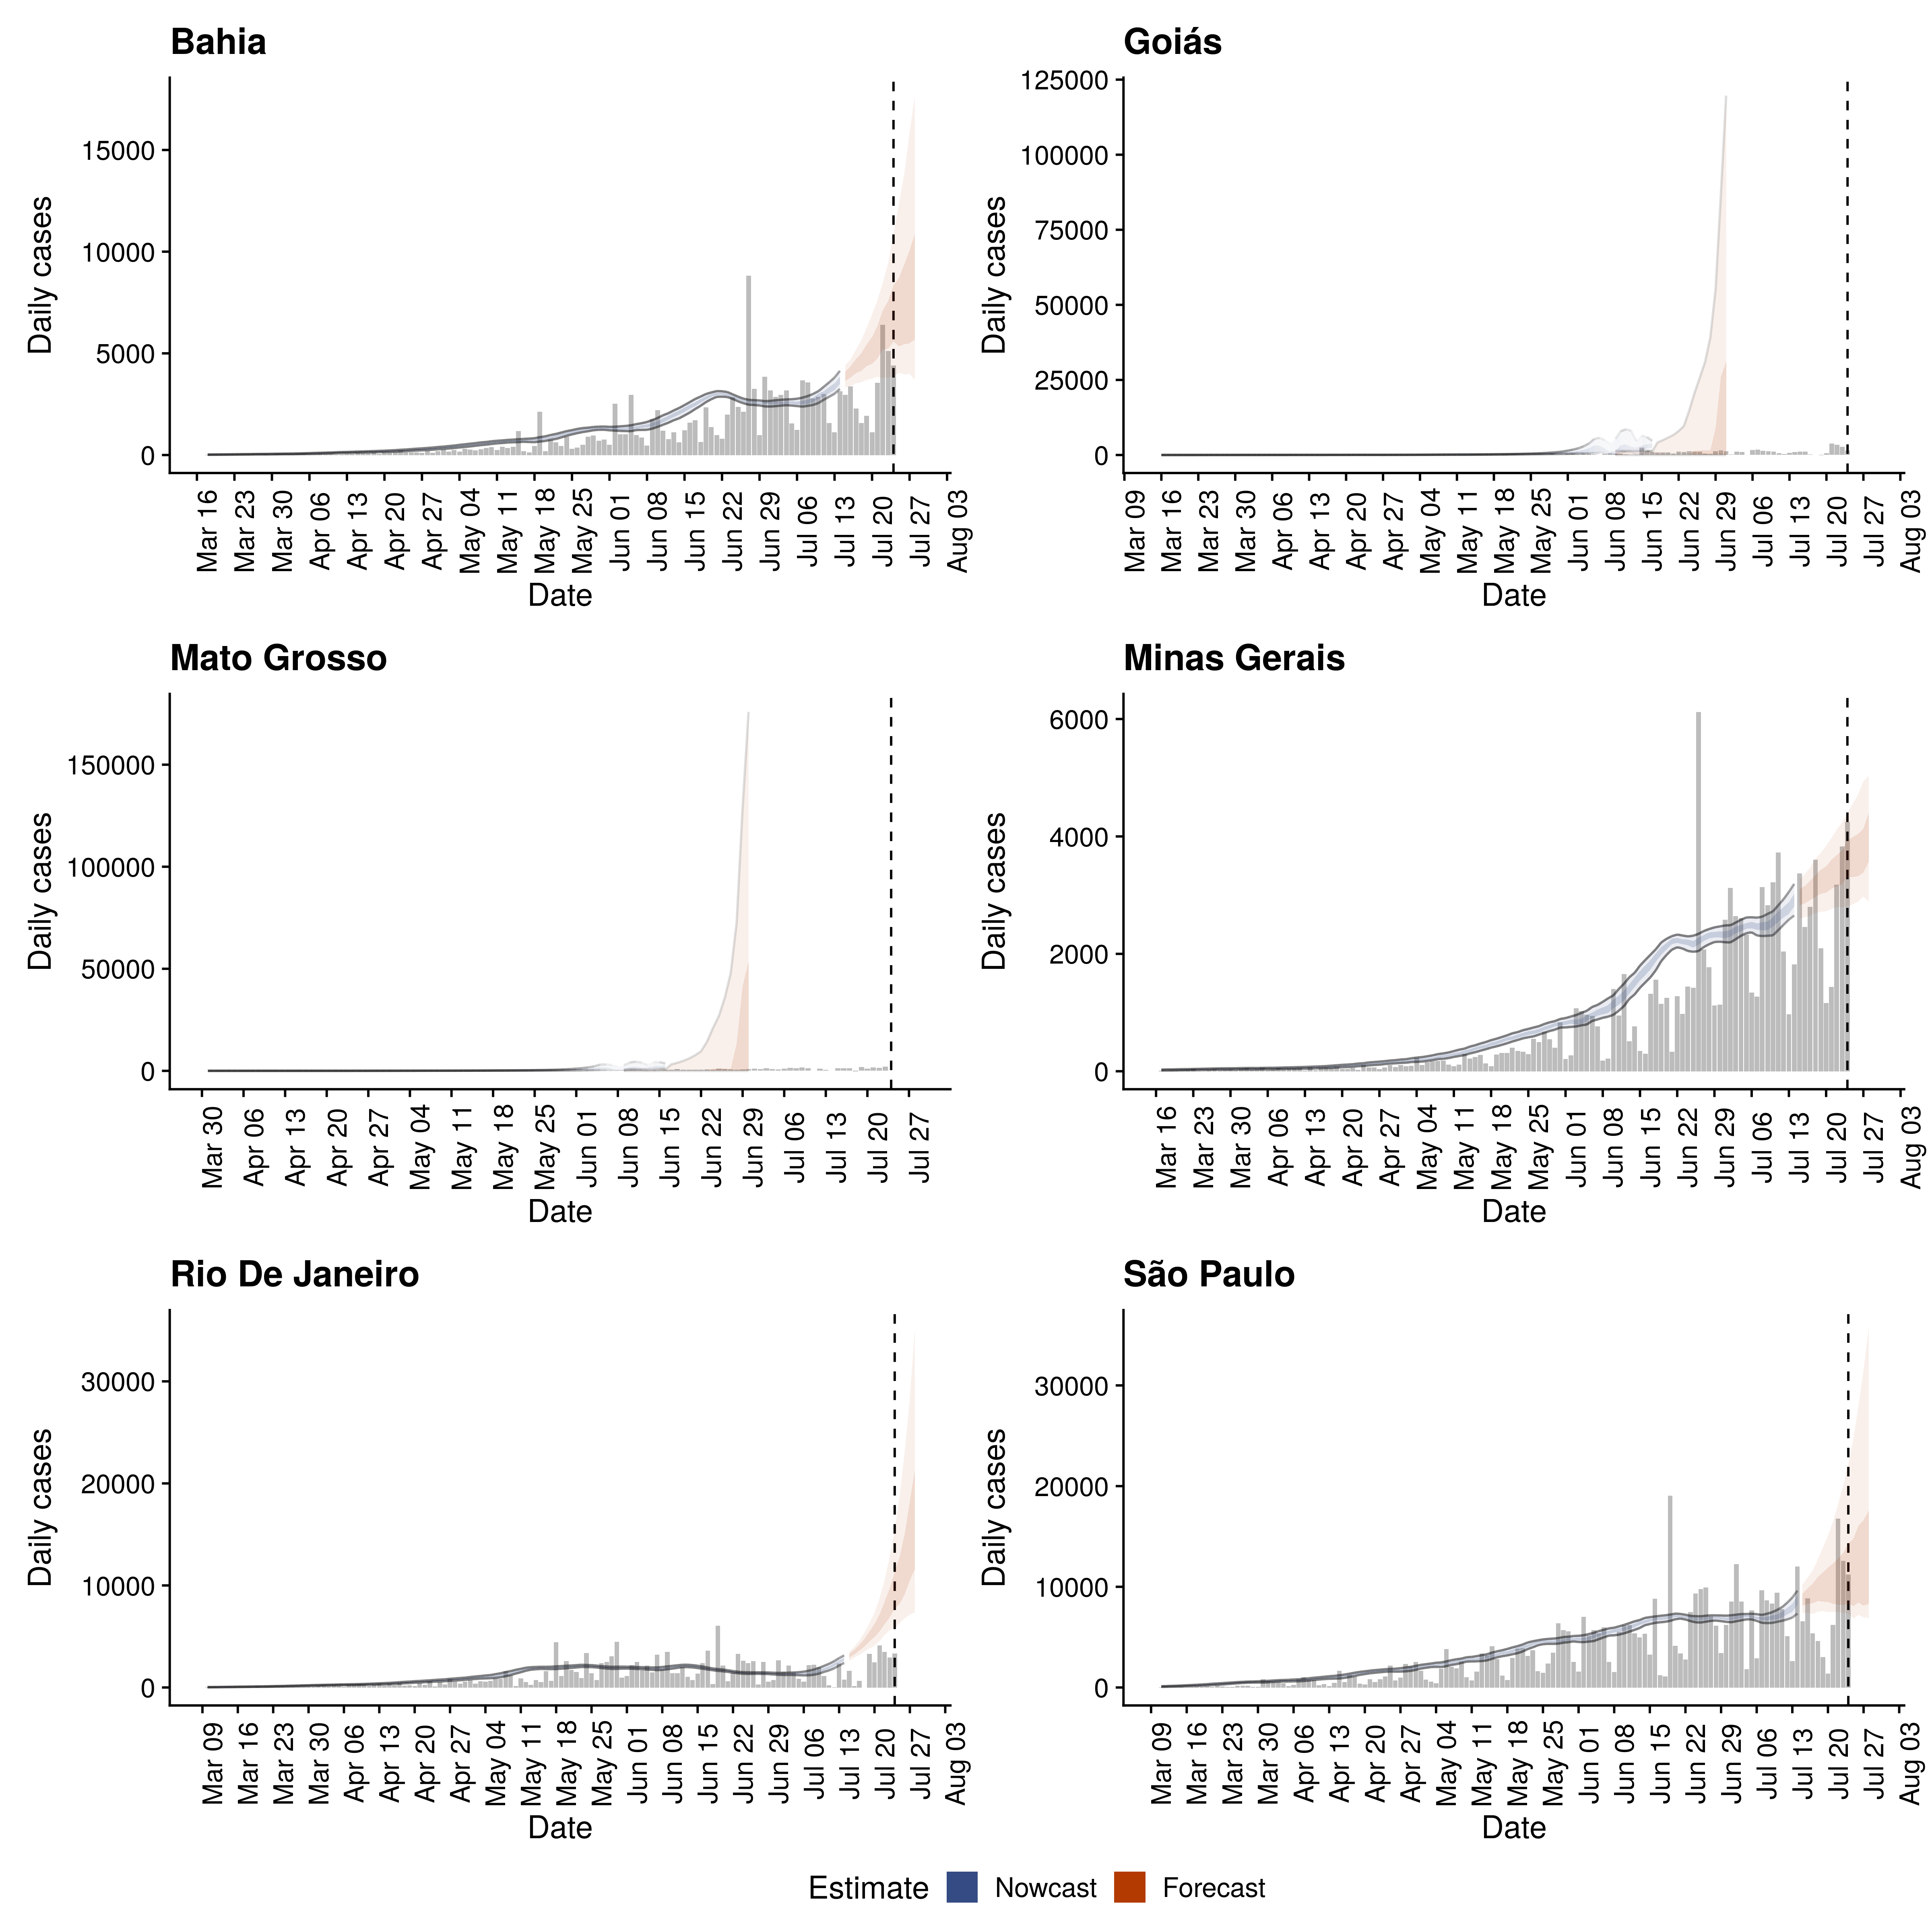 Bahia
Daily cases
15000
10000
5000
0
Mar 16
Mar 23
Mar 30
Apr 06
Apr 13
Apr 20
Apr 27
May 04
May 11
May 18
May 25
Jun 01
Jun 08
Jun 15
Jun 22
Jun 29
Jul 06
Jul 13
Jul 20
Jul 27
Aug 03
Date
Goiás
Daily cases
125000
100000
75000
50000
25000
0
Mar 09
Mar 16
Mar 23
Mar 30
Apr 06
Apr 13
Apr 20
Apr 27
May 04
May 11
May 18
May 25
Jun 01
Jun 08
Jun 15
Jun 22
Jun 29
Jul 06
Jul 13
Jul 20
Jul 27
Aug 03
Date
Mato Grosso
Daily cases
150000
100000
50000
0
Mar 30
Apr 06
Apr 13
Apr 20
Apr 27
May 04
May 11
May 18
May 25
Jun 01
Jun 08
Jun 15
Jun 22
Jun 29
Jul 06
Jul 13
Jul 20
Jul 27
Date
Minas Gerais
Daily cases
6000
4000
2000
0
Mar 16
Mar 23
Mar 30
Apr 06
Apr 13
Apr 20
Apr 27
May 04
May 11
May 18
May 25
Jun 01
Jun 08
Jun 15
Jun 22
Jun 29
Jul 06
Jul 13
Jul 20
Jul 27
Aug 03
Date
Rio De Janeiro
Daily cases
30000
20000
10000
0
Mar 09
Mar 16
Mar 23
Mar 30
Apr 06
Apr 13
Apr 20
Apr 27
May 04
May 11
May 18
May 25
Jun 01
Jun 08
Jun 15
Jun 22
Jun 29
Jul 06
Jul 13
Jul 20
Jul 27
Aug 03
Date
São Paulo
Daily cases
30000
20000
10000
0
Mar 09
Mar 16
Mar 23
Mar 30
Apr 06
Apr 13
Apr 20
Apr 27
May 04
May 11
May 18
May 25
Jun 01
Jun 08
Jun 15
Jun 22
Jun 29
Jul 06
Jul 13
Jul 20
Jul 27
Aug 03
Date
Estimate Nowcast Forecast